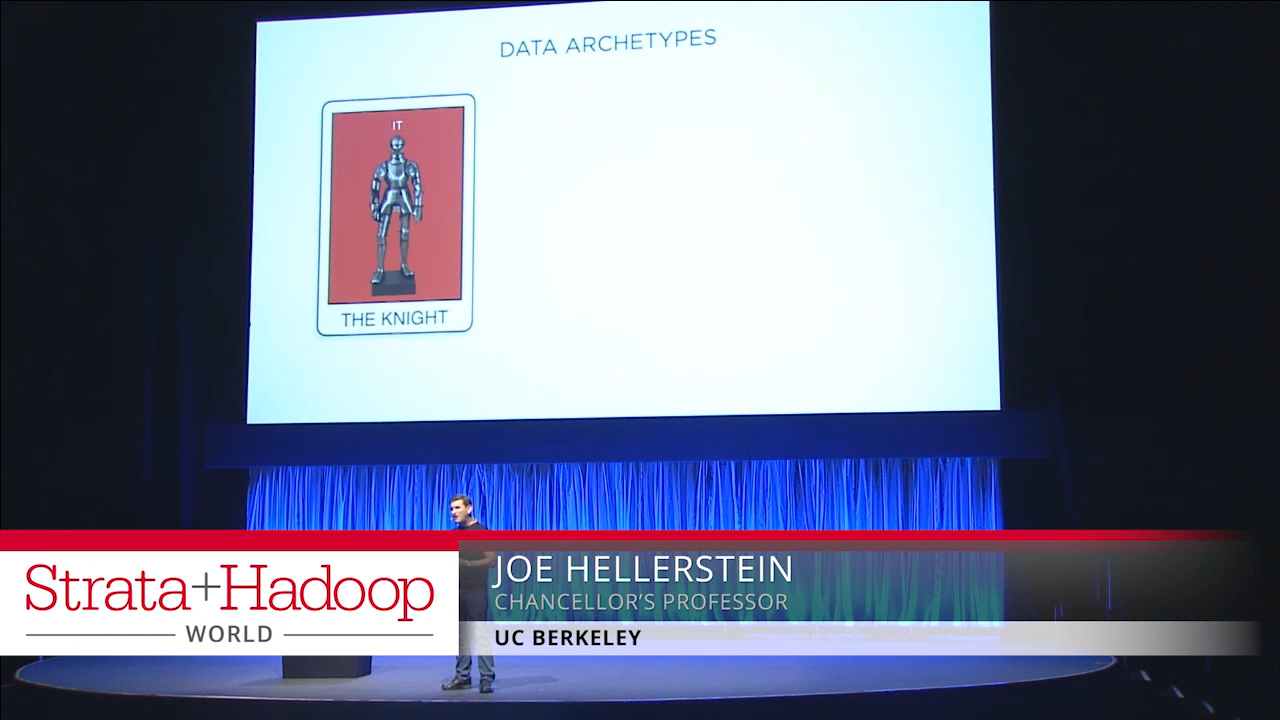 DATA ARCHETYPES
IT
THE KNIGHT
Strata+Hadoop
WORLD
JOE HELLERSTEIN
CHANCELLOR'S PROFESSOR
UC BERKELEY